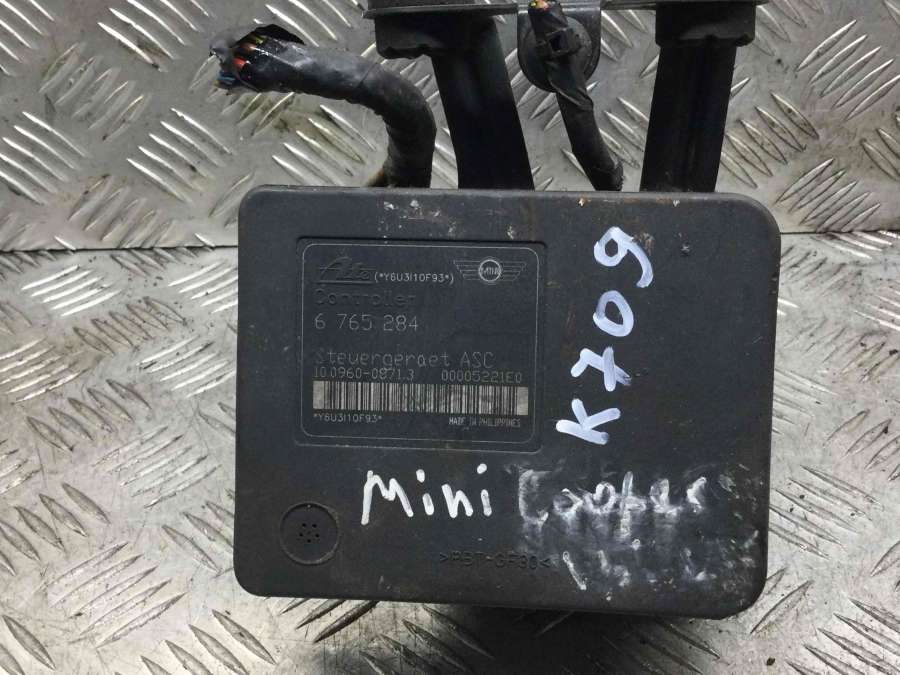 Ate (*Y6U3I10F93*) MINI
Controller
6 765 284
Steuergeraet ASC
10.0960-0871.3 00005221E0
*Y6U3I10F93* MADE IN PHILIPPINES
K709
Mini Cooper
>PBT-GF30<